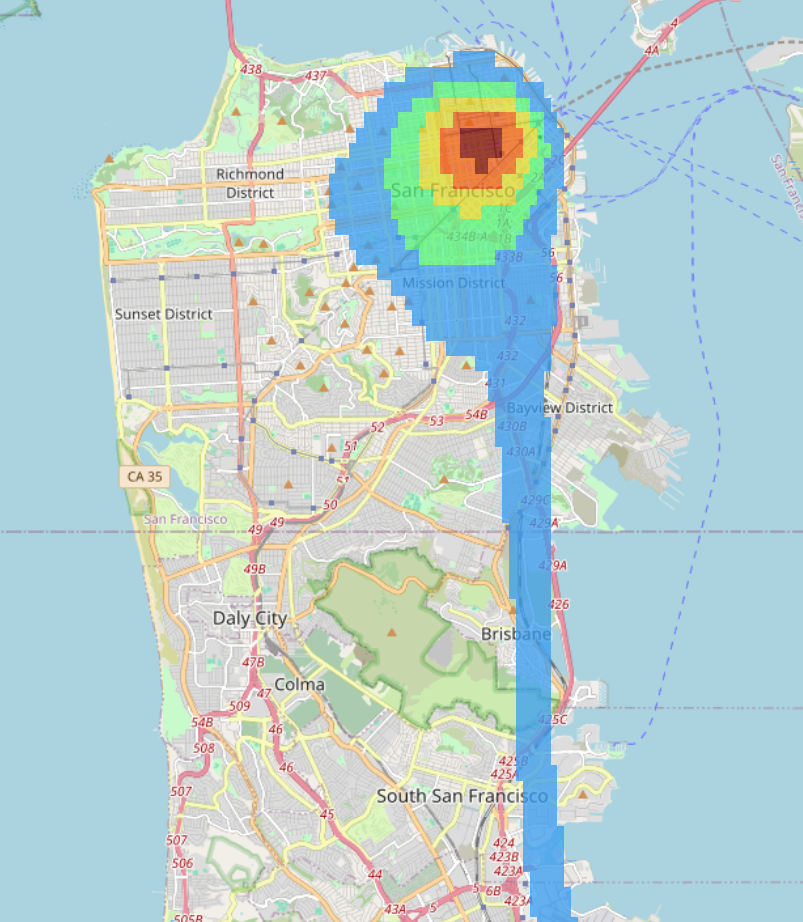 4
4A
438
437
Richmond
District
San Francisco
434B-A
1A
1B
433B
56
56
Mission District
Sunset District
432
432
431
Bayview District
54B
53
52
430B
51
430A
CA 35
50
429C
San Francisco
49
49
429A
49B
429A
426
Daly City
Brisbane
47B
Colma
47
509
54B
46
425C
508
46
425B
425A
507
South San Francisco
45
507
424
506
423B
423A
44
6B
5
423A
43A
5
505B